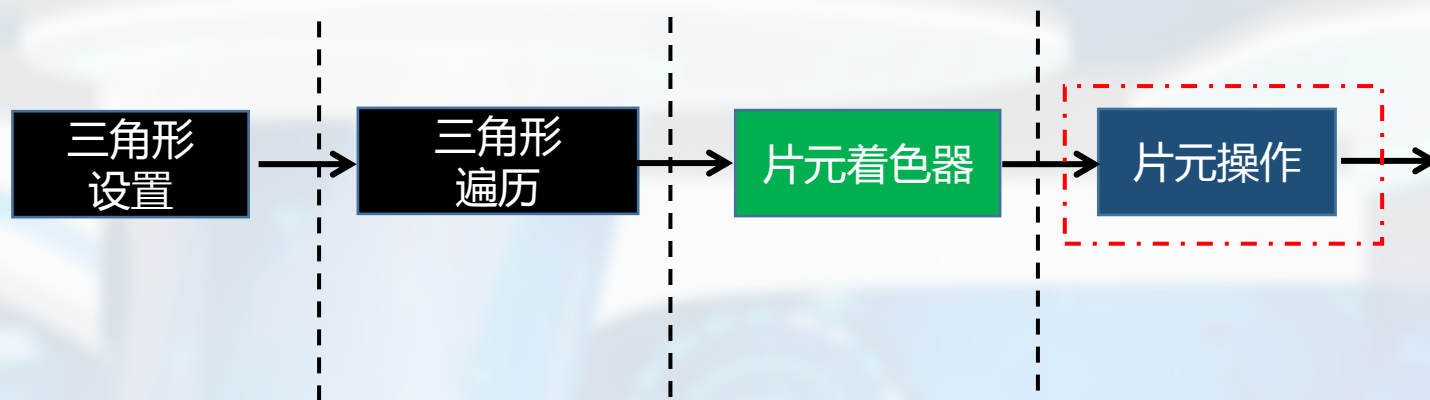 三角形
设置
三角形
遍历
片元着色器
片元操作